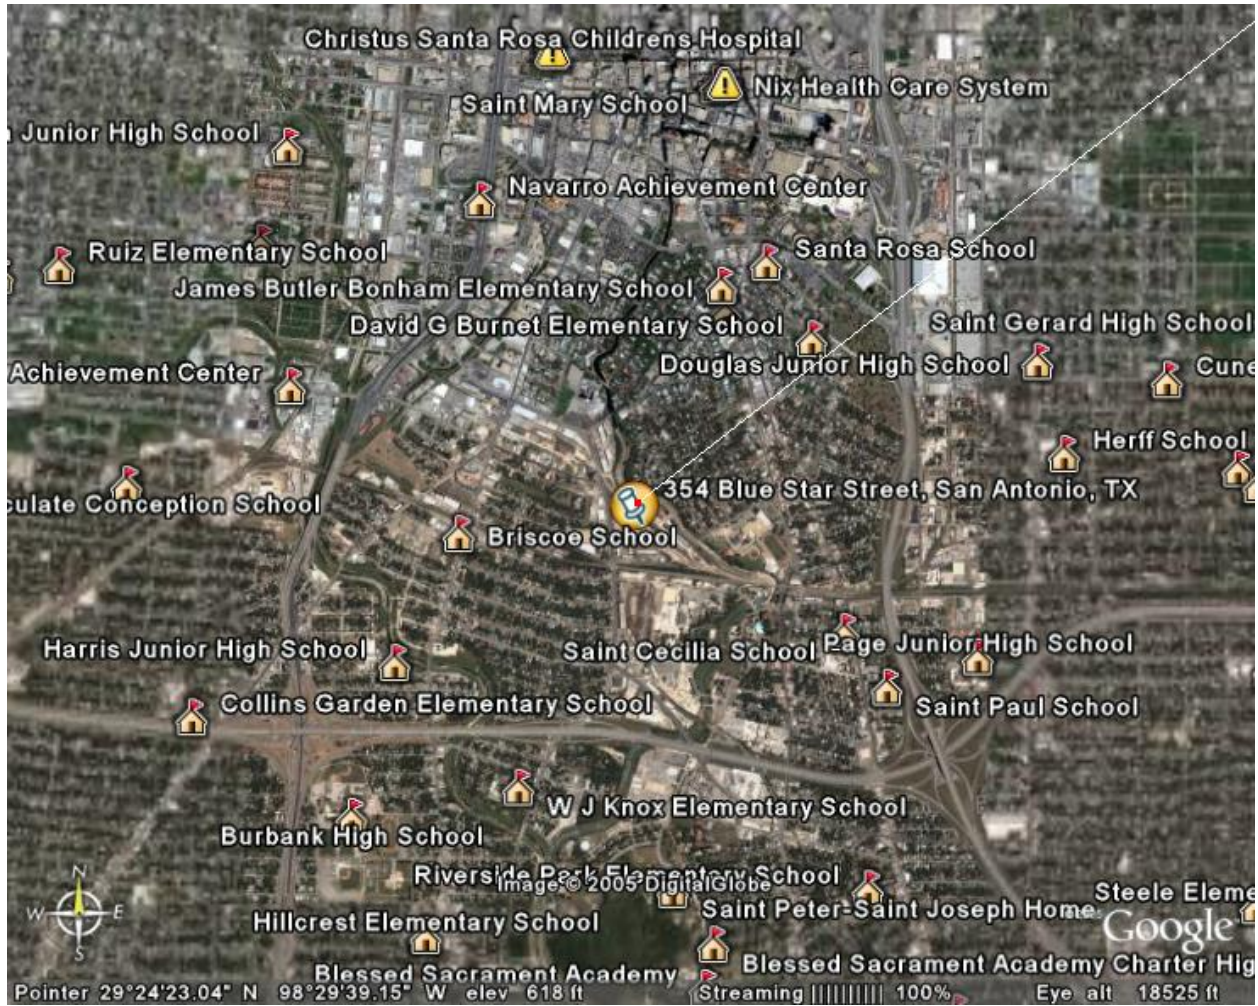 Christus Santa Rosa Childrens Hospital
Nix Health Care System
Saint Mary School
Junior High School
Navarro Achievement Center
Ruiz Elementary School
Santa Rosa School
James Butler Bonham Elementary School
David G Burnet Elementary School
Saint Gerard High School
Douglas Junior High School
Achievement Center
Cune
Herff School
354 Blue Star Street, San Antonio, TX
culate Conception School
Briscoe School
Harris Junior High School
Saint Cecilia School
Page Junior High School
Collins Garden Elementary School
Saint Paul School
W J Knox Elementary School
Burbank High School
Riverside Park Elementary School
Image © 2005 DigitalGlobe
Steele Eleme
Hillcrest Elementary School
Saint Peter-Saint Joseph Home
Google
Blessed Sacrament Academy
Blessed Sacrament Academy Charter Hig
N
W E
S
Pointer 29°24'23.04" N 98°29'39.15" W elev 618 ft Streaming |||||||||| 100% Eye alt 18525 ft